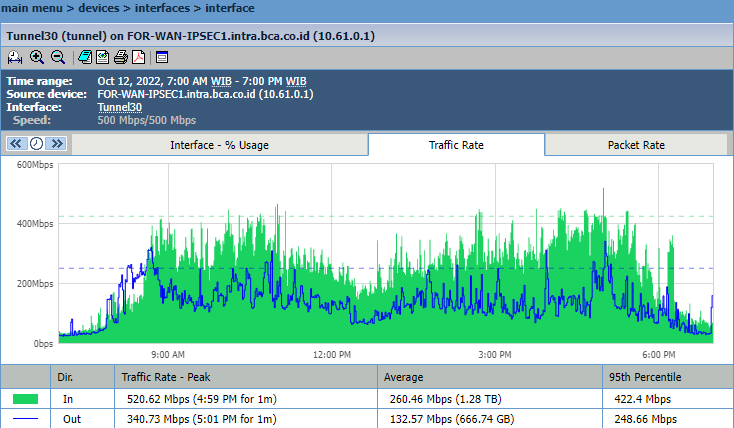 main menu > devices > interfaces > interface
Tunnel30 (tunnel) on FOR-WAN-IPSEC1.intra.bca.co.id (10.61.0.1)
Time range: Oct 12, 2022, 7:00 AM WIB - 7:00 PM WIB
Source device: FOR-WAN-IPSEC1.intra.bca.co.id (10.61.0.1)
Interface: Tunnel30
Speed: 500 Mbps/500 Mbps
Interface - % Usage Traffic Rate Packet Rate
600Mbps
400Mbps
200Mbps
0bps
9:00 AM 12:00 PM 3:00 PM 6:00 PM
Dir. Traffic Rate - Peak Average 95th Percentile
In 520.62 Mbps (4:59 PM for 1m) 260.46 Mbps (1.28 TB) 422.4 Mbps
Out 340.73 Mbps (5:01 PM for 1m) 132.57 Mbps (666.74 GB) 248.66 Mbps